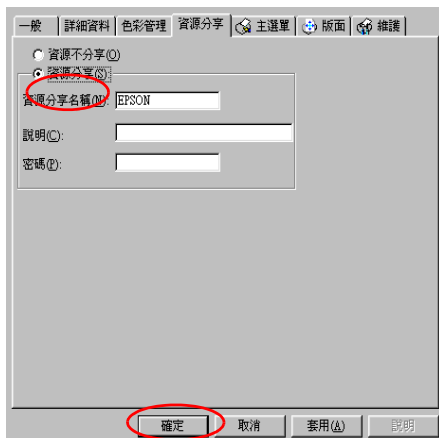 一般 詳細資料 色彩管理 資源分享 主選單 版面 維護
資源不分享(O)
資源分享(S):
資源分享名稱(N): EPSON
說明(C):
密碼(P):
確定 取消 套用(A) 說明